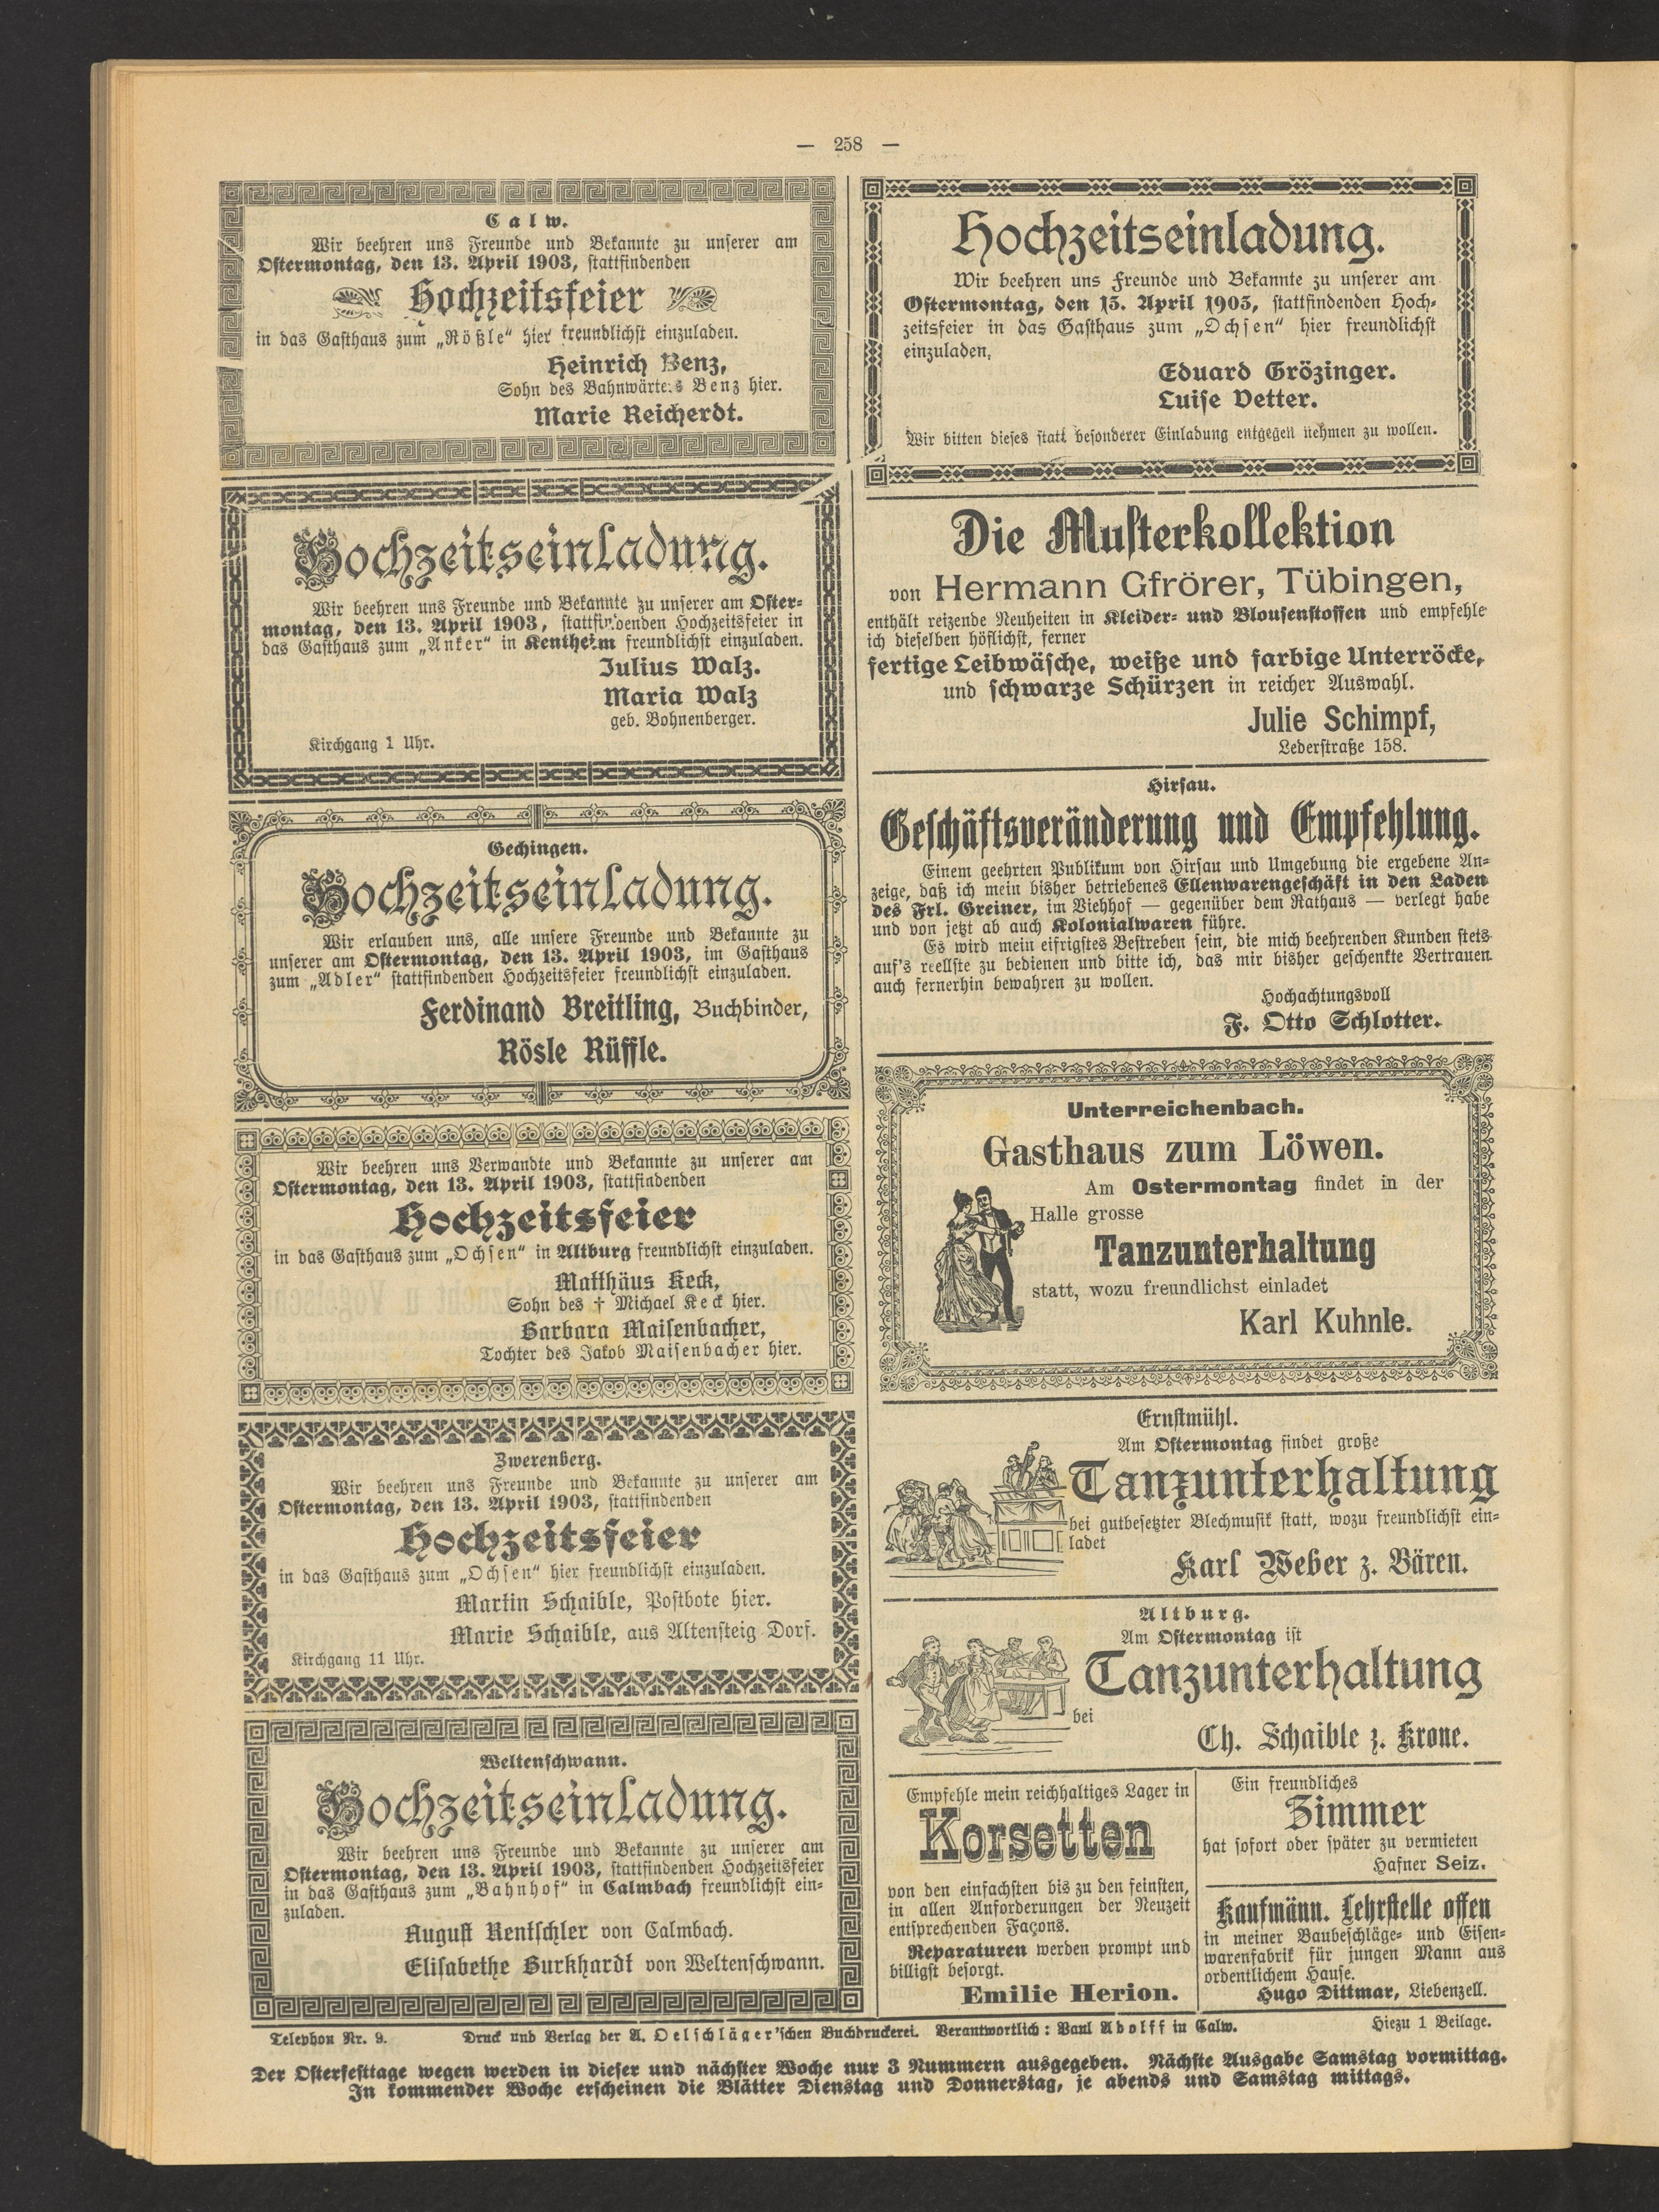 — 258 —
Calw.
Wir beehren uns Freunde und Bekannte zu unserer am
Ostermontag, den 13. April 1903, stattfindenden
Hochzeitsfeier
in das Gasthaus zum „Rößle“ hier freundlichst einzuladen.
Heinrich Benz,
Sohn des Bahnwärters Benz hier.
Marie Reicherdt.
Hochzeitseinladung.
Wir beehren uns Freunde und Bekannte zu unserer am Oster-
montag, den 13. April 1903, stattfindenden Hochzeitsfeier in
das Gasthaus zum „Anker“ in Kentheim freundlichst einzuladen.
Julius Walz.
Maria Walz
geb. Bohnenberger.
Kirchgang 1 Uhr.
Gechingen.
Hochzeitseinladung.
Wir erlauben uns, alle unsere Freunde und Bekannte zu
unserer am Ostermontag, den 13. April 1903, im Gasthaus
zum „Adler“ stattfindenden Hochzeitsfeier freundlichst einzuladen.
Ferdinand Breitling, Buchbinder,
Rösle Rüffle.
Wir beehren uns Verwandte und Bekannte zu unserer am
Ostermontag, den 13. April 1903, stattfindenden
Hochzeitsfeier
in das Gasthaus zum „Ochsen“ in Altburg freundlichst einzuladen.
Matthäus Keck,
Sohn des † Michael Keck hier.
Barbara Maisenbacher,
Tochter des Jakob Maisenbacher hier.
Zwerenberg.
Wir beehren uns Freunde und Bekannte zu unserer am
Ostermontag, den 13. April 1903, stattfindenden
Hochzeitsfeier
in das Gasthaus zum „Ochsen“ hier freundlichst einzuladen.
Martin Schaible, Postbote hier.
Marie Schaible, aus Altensteig Dorf.
Kirchgang 11 Uhr.
Weltenschwann.
Hochzeitseinladung.
Wir beehren uns Freunde und Bekannte zu unserer am
Ostermontag, den 13. April 1903, stattfindenden Hochzeitsfeier
in das Gasthaus zum „Bahnhof“ in Calmbach freundlichst ein-
zuladen.
August Rentschler von Calmbach.
Elisabethe Burkhardt von Weltenschwann.
Hochzeitseinladung.
Wir beehren uns Freunde und Bekannte zu unserer am
Ostermontag, den 13. April 1903, stattfindenden Hoch-
zeitsfeier in das Gasthaus zum „Ochsen“ hier freundlichst
einzuladen.
Eduard Grözinger.
Luise Vetter.
Wir bitten dieses statt besonderer Einladung entgegen nehmen zu wollen.
Die Musterkollektion
von Hermann Gfrörer, Tübingen,
enthält reizende Neuheiten in Kleider- und Blousenstoffen und empfehle
ich dieselben höflichst, ferner
fertige Leibwäsche, weiße und farbige Unterröcke,
und schwarze Schürzen in reicher Auswahl.
Julie Schimpf,
Lederstraße 158.
Hirsau.
Geschäftsveränderung und Empfehlung.
Einem geehrten Publikum von Hirsau und Umgebung die ergebene An-
zeige, daß ich mein bisher betriebenes Ellenwarengeschäft in den Laden
des Frl. Greiner, im Viehhof — gegenüber dem Rathaus — verlegt habe
und von jetzt ab auch Kolonialwaren führe.
Es wird mein eifrigstes Bestreben sein, die mich beehrenden Kunden stets
auf's reellste zu bedienen und bitte ich, das mir bisher geschenkte Vertrauen
auch fernerhin bewahren zu wollen.
Hochachtungsvoll
F. Otto Schlotter.
Unterreichenbach.
Gasthaus zum Löwen.
Am Ostermontag findet in der
Halle grosse
Tanzunterhaltung
statt, wozu freundlichst einladet
Karl Kuhnle.
Ernstmühl.
Am Ostermontag findet große
Tanzunterhaltung
bei gutbesetzter Blechmusik statt, wozu freundlichst ein-
ladet
Karl Weber z. Bären.
Altburg.
Am Ostermontag ist
Tanzunterhaltung
bei
Ch. Schaible z. Krone.
Empfehle mein reichhaltiges Lager in
Korsetten
von den einfachsten bis zu den feinsten,
in allen Anforderungen der Neuzeit
entsprechenden Façons.
Reparaturen werden prompt und
billigst besorgt.
Emilie Herion.
Ein freundliches
Zimmer
hat sofort oder später zu vermieten
Hafner Seiz.
Kaufmänn. Lehrstelle offen
in meiner Baubeschläge- und Eisen-
warenfabrik für jungen Mann aus
ordentlichem Hause.
Hugo Dittmar, Liebenzell.
Telephon Nr. 9. Druck und Verlag der A. Oelschläger'schen Buchdruckerei. Verantwortlich: Paul Adolff in Calw. Hiezu 1 Beilage.
Der Osterfesttage wegen werden in dieser und nächster Woche nur 3 Nummern ausgegeben. Nächste Ausgabe Samstag vormittag.
In kommender Woche erscheinen die Blätter Dienstag und Donnerstag, je abends und Samstag mittags.